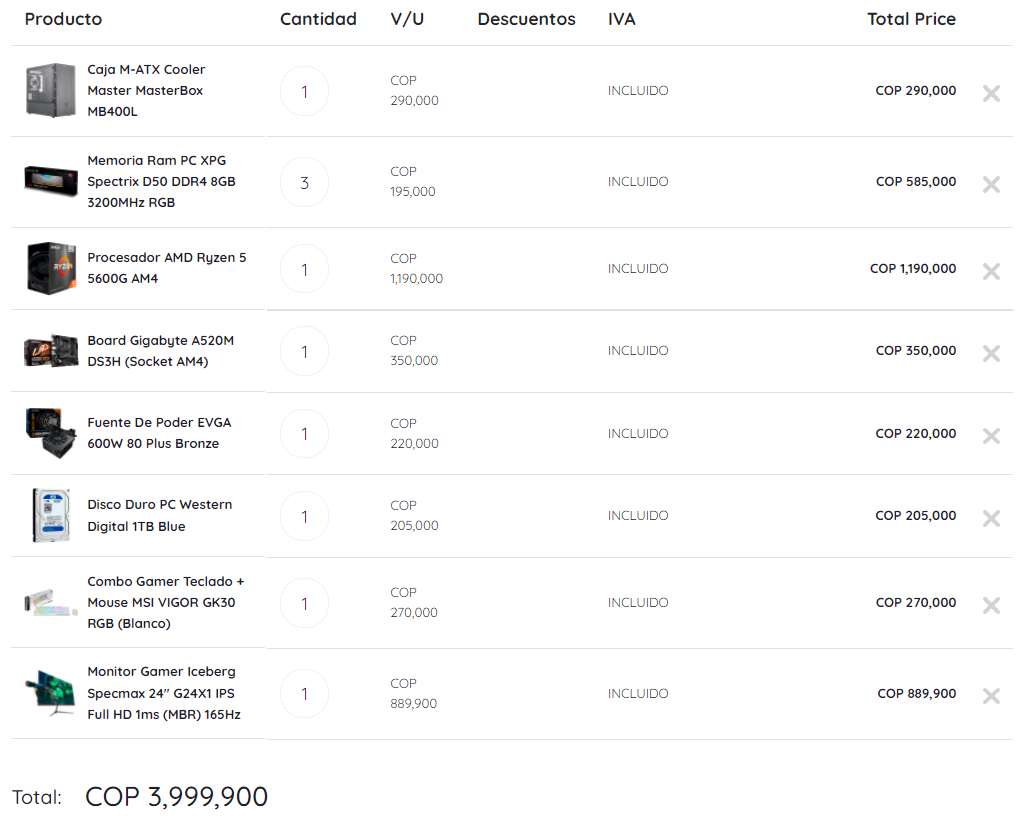 Producto Cantidad V/U Descuentos IVA Total Price
Caja M-ATX Cooler
Master MasterBox
MB400L
1
COP
290,000
INCLUIDO
COP 290,000
Memoria Ram PC XPG
Spectrix D50 DDR4 8GB
3200MHz RGB
3
COP
195,000
INCLUIDO
COP 585,000
Procesador AMD Ryzen 5
5600G AM4
1
COP
1,190,000
INCLUIDO
COP 1,190,000
Board Gigabyte A520M
DS3H (Socket AM4)
1
COP
350,000
INCLUIDO
COP 350,000
Fuente De Poder EVGA
600W 80 Plus Bronze
1
COP
220,000
INCLUIDO
COP 220,000
Disco Duro PC Western
Digital 1TB Blue
1
COP
205,000
INCLUIDO
COP 205,000
Combo Gamer Teclado +
Mouse MSI VIGOR GK30
RGB (Blanco)
1
COP
270,000
INCLUIDO
COP 270,000
Monitor Gamer Iceberg
Specmax 24" G24X1 IPS
Full HD 1ms (MBR) 165Hz
1
COP
889,900
INCLUIDO
COP 889,900
Total: COP 3,999,900